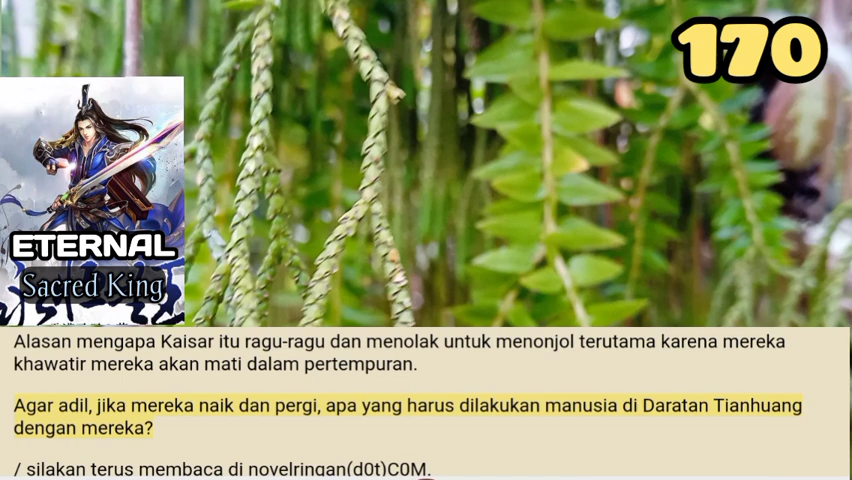 170
ETERNAL
Sacred King
Alasan mengapa Kaisar itu ragu-ragu dan menolak untuk menonjol terutama karena mereka
khawatir mereka akan mati dalam pertempuran.
Agar adil, jika mereka naik dan pergi, apa yang harus dilakukan manusia di Daratan Tianhuang
dengan mereka?
/ silakan terus membaca di novelringan(d0t)C0M.